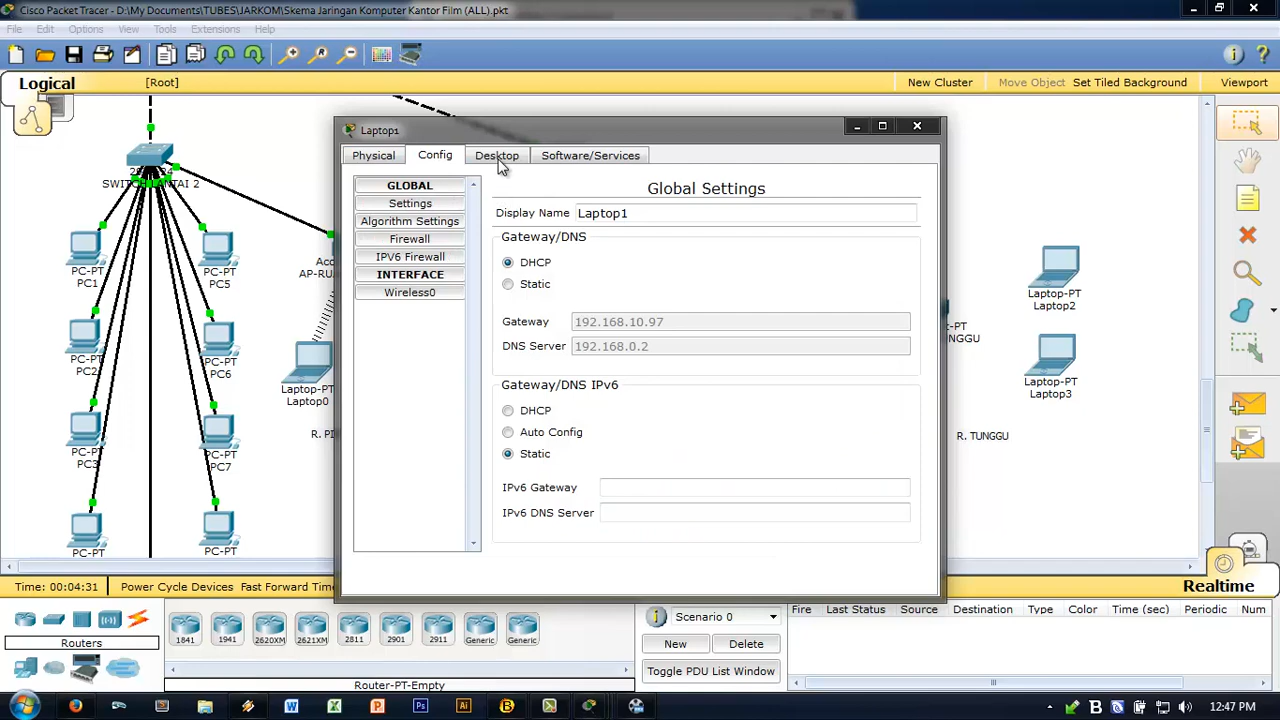 Cisco Packet Tracer - D:\My Documents\TUBES\JARKOM\Skema Jaringan Komputer Kantor Film (ALL).pkt
File Edit Options View Tools Extensions Help
Logical
[Root]
New Cluster
Move Object
Set Tiled Background
Viewport
Laptop1
Physical
Config
Desktop
Software/Services
GLOBAL
Settings
Algorithm Settings
Firewall
IPV6 Firewall
INTERFACE
Wireless0
Global Settings
Display Name Laptop1
Gateway/DNS
DHCP
Static
Gateway 192.168.10.97
DNS Server 192.168.0.2
Gateway/DNS IPv6
DHCP
Auto Config
Static
IPv6 Gateway
IPv6 DNS Server
SWITCH LANTAI 2
PC-PT
PC1
PC-PT
PC5
PC-PT
PC2
PC-PT
PC6
PC-PT
PC3
PC-PT
PC7
PC-PT
PC-PT
Laptop-PT
Laptop0
Laptop-PT
Laptop2
Laptop-PT
Laptop3
R. TUNGGU
Time: 00:04:31
Power Cycle Devices
Realtime
Routers
1841
1941
2620XM
2621XM
2811
2901
2911
Generic
Generic
Router-PT-Empty
Scenario 0
New
Delete
Toggle PDU List Window
Fire
Last Status
Source
Destination
Type
Color
Time (sec)
Periodic
Num
12:47 PM